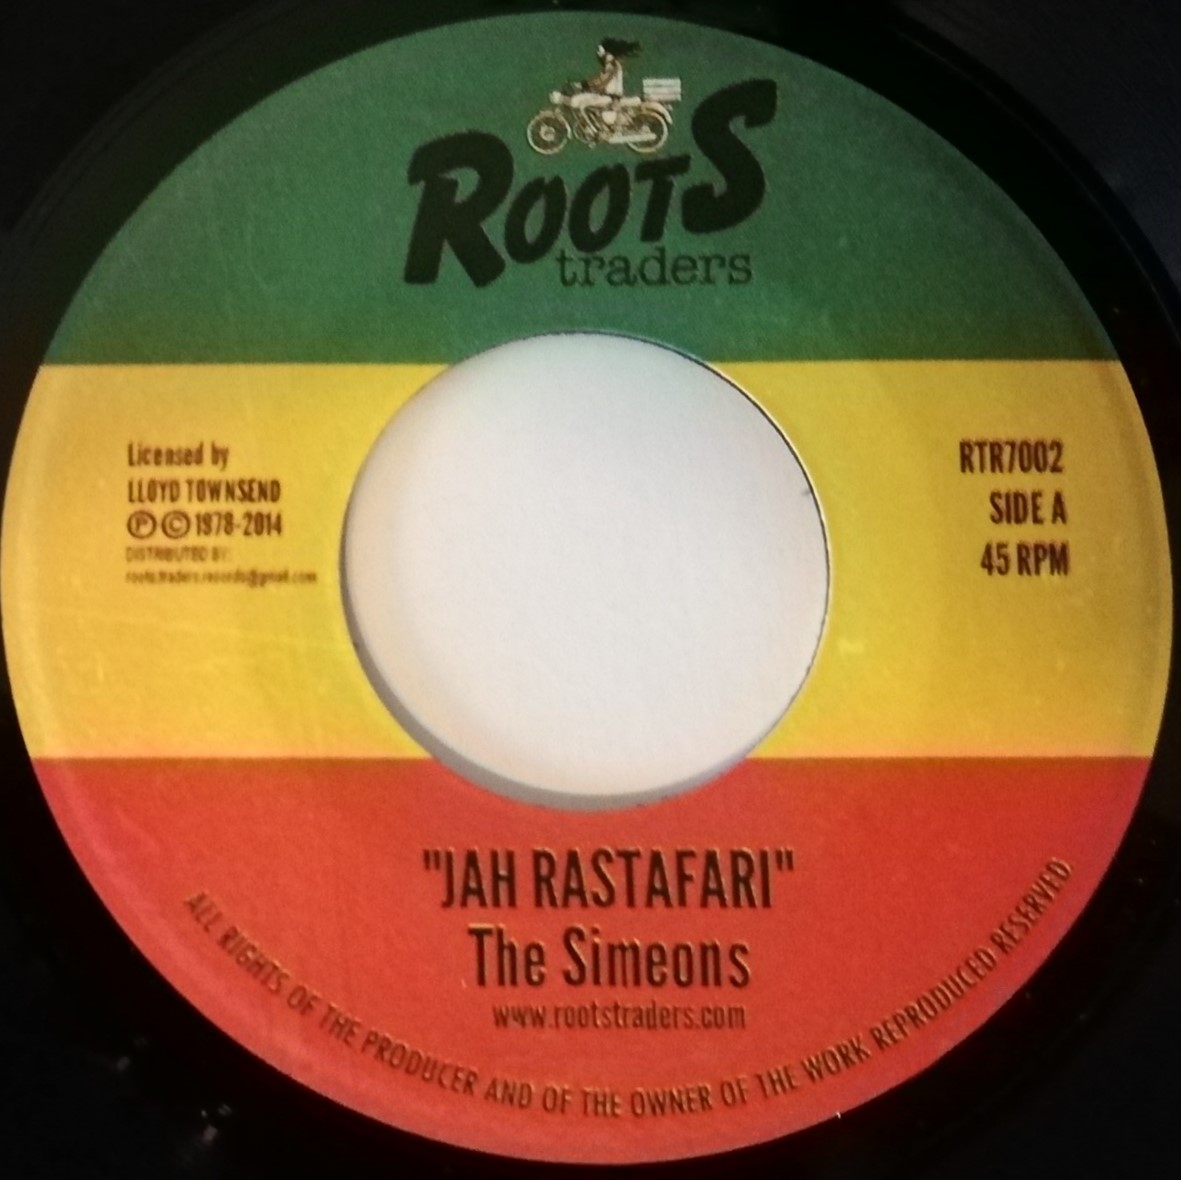 ROOTS
traders
Licensed by
LLOYD TOWNSEND
℗ © 1978-2014
DISTRIBUTED BY:
roots.traders.records@gmail.com
RTR7002
SIDE A
45 RPM
"JAH RASTAFARI"
The Simeons
www.rootstraders.com
ALL RIGHTS OF THE PRODUCER AND OF THE OWNER OF THE WORK REPRODUCED RESERVED